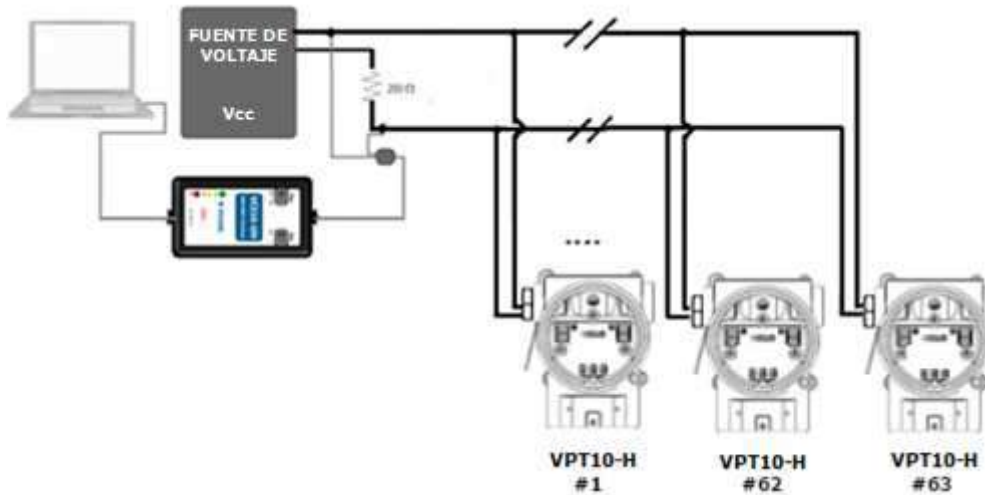 FUENTE DE
VOLTAJE
Vcc
....
VPT10-H
#1
VPT10-H
#62
VPT10-H
#63